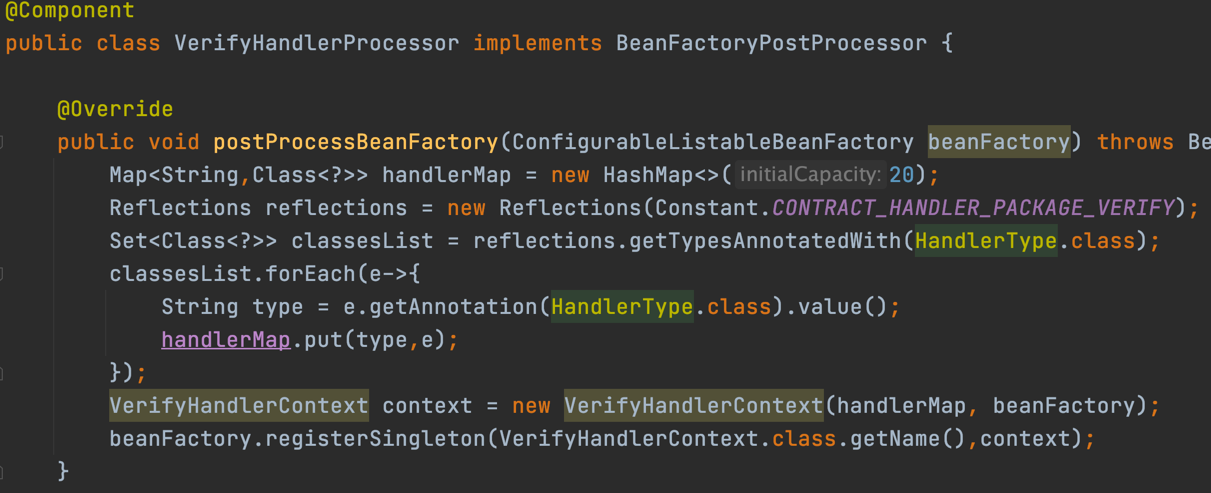 @Component
public class VerifyHandlerProcessor implements BeanFactoryPostProcessor {
@Override
public void postProcessBeanFactory(ConfigurableListableBeanFactory beanFactory) throws Be
Map<String,Class<?>> handlerMap = new HashMap<>( initialCapacity: 20);
Reflections reflections = new Reflections(Constant.CONTRACT_HANDLER_PACKAGE_VERIFY);
Set<Class<?>> classesList = reflections.getTypesAnnotatedWith(HandlerType.class);
classesList.forEach(e->{
String type = e.getAnnotation(HandlerType.class).value();
handlerMap.put(type,e);
});
VerifyHandlerContext context = new VerifyHandlerContext(handlerMap, beanFactory);
beanFactory.registerSingleton(VerifyHandlerContext.class.getName(),context);
}